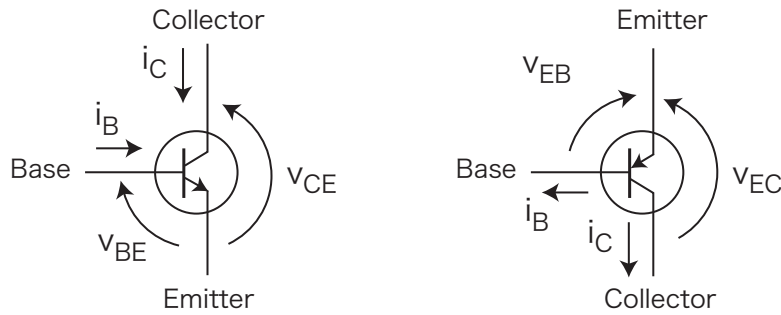 Collector
iC
iB
Base
vCE
vBE
Emitter
Emitter
vEB
Base
vEC
iB
iC
Collector